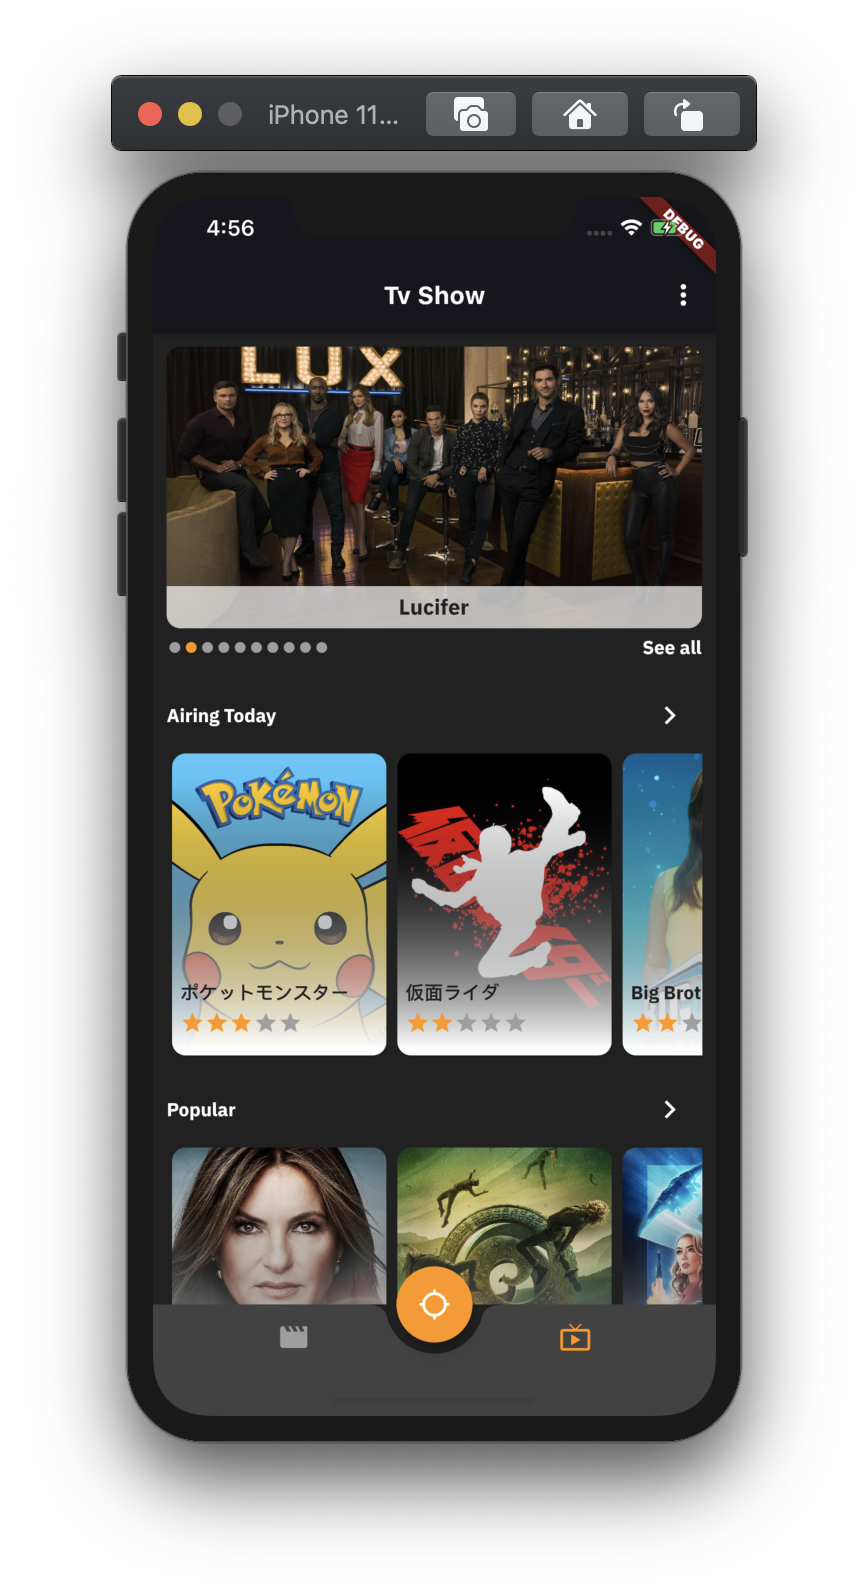 iPhone 11...
4:56
DEBUG
Tv Show
LUX
Lucifer
See all
Airing Today
POKéMON
ポケットモンスター
仮面ライダ
Big Brot
Popular